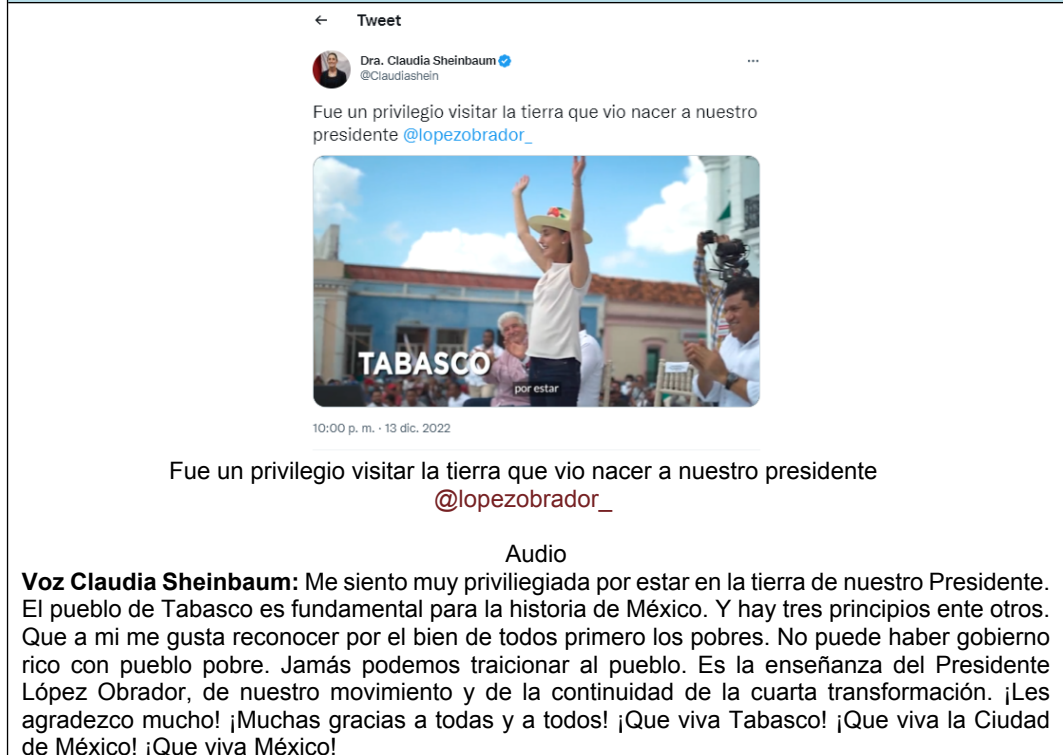 ← Tweet
Dra. Claudia Sheinbaum
@Claudiashein
...
Fue un privilegio visitar la tierra que vio nacer a nuestro
presidente @lopezobrador_
TABASCO
por estar
10:00 p. m. · 13 dic. 2022
Fue un privilegio visitar la tierra que vio nacer a nuestro presidente
@lopezobrador_
Audio
Voz Claudia Sheinbaum: Me siento muy priviliegiada por estar en la tierra de nuestro Presidente.
El pueblo de Tabasco es fundamental para la historia de México. Y hay tres principios ente otros.
Que a mi me gusta reconocer por el bien de todos primero los pobres. No puede haber gobierno
rico con pueblo pobre. Jamás podemos traicionar al pueblo. Es la enseñanza del Presidente
López Obrador, de nuestro movimiento y de la continuidad de la cuarta transformación. ¡Les
agradezco mucho! ¡Muchas gracias a todas y a todos! ¡Que viva Tabasco! ¡Que viva la Ciudad
de México! ¡Que viva México!